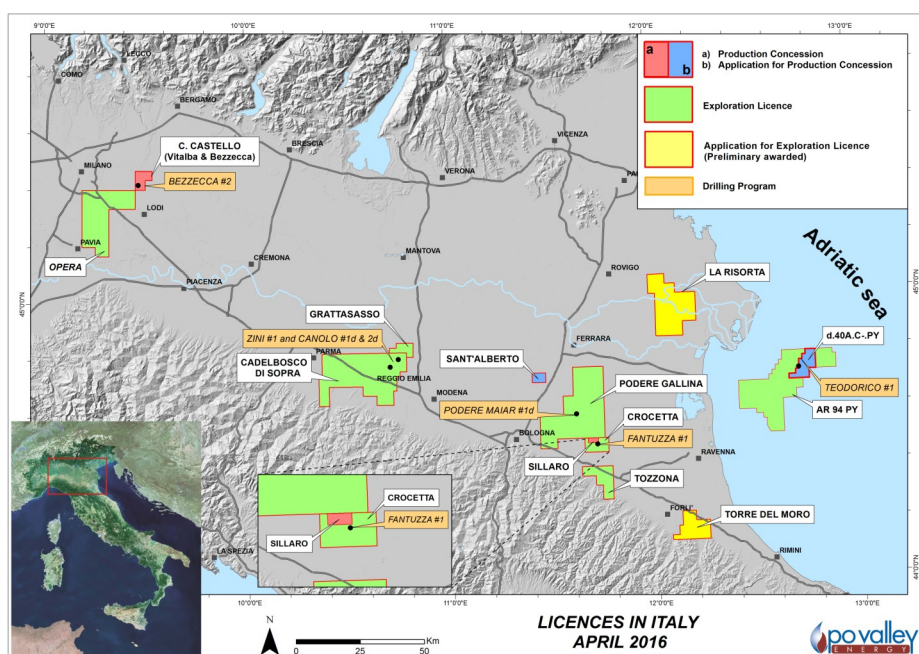 9°0'0"E
10°0'0"E
11°0'0"E
12°0'0"E
13°0'0"E
LECCO
COMO
BERGAMO
BRESCIA
VICENZA
VERONA
PA
MILANO
C. CASTELLO
(Vitalba & Bezzecca)
BEZZECCA #2
LODI
PAVIA
OPERA
CREMONA
PIACENZA
MANTOVA
ROVIGO
LA RISORTA
45°0'0"N
45°0'0"N
a
b
a) Production Concession
b) Application for Production Concession
Exploration Licence
Application for Exploration Licence
(Preliminary awarded)
Drilling Program
Adriatic sea
GRATTASASSO
ZINI #1 and CANOLO #1d & 2d
PARMA
CADELBOSCO
DI SOPRA
REGGIO EMILIA
MODENA
FERRARA
SANT'ALBERTO
PODERE GALLINA
PODERE MAIAR #1d
BOLOGNA
CROCETTA
FANTUZZA #1
SILLARO
TOZZONA
RAVENNA
d.40A.C-.PY
TEODORICO #1
AR 94 PY
FORLI'
TORRE DEL MORO
RIMINI
44°0'0"N
LA SPEZIA
CROCETTA
FANTUZZA #1
SILLARO
10°0'0"E
11°0'0"E
12°0'0"E
13°0'0"E
N
Km
0
25
50
LICENCES IN ITALY
APRIL 2016
po valley
ENERGY